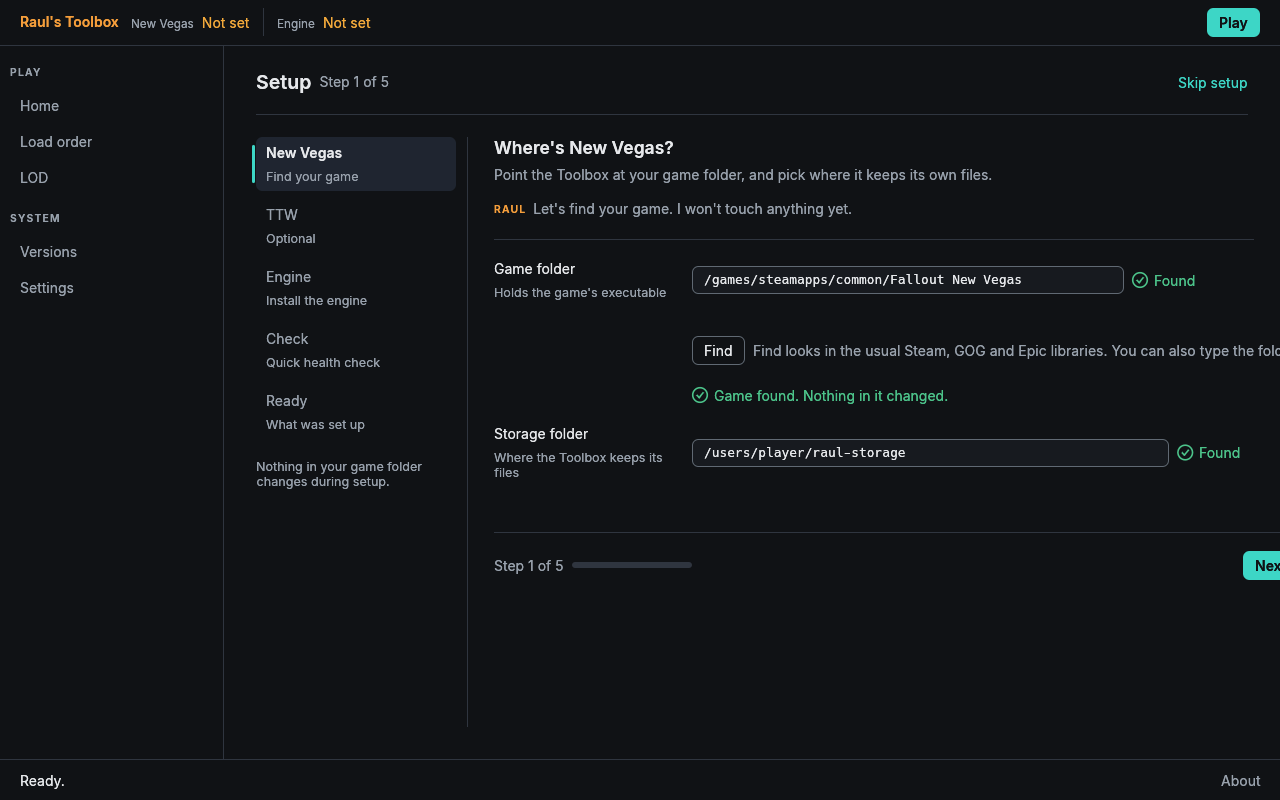 Raul's Toolbox New Vegas Not set Engine Not set Play
PLAY
Home
Load order
LOD
SYSTEM
Versions
Settings
Setup Step 1 of 5 Skip setup
New Vegas
Find your game
TTW
Optional
Engine
Install the engine
Check
Quick health check
Ready
What was set up
Nothing in your game folder
changes during setup.
Where's New Vegas?
Point the Toolbox at your game folder, and pick where it keeps its own files.
RAUL Let's find your game. I won't touch anything yet.
Game folder
Holds the game's executable
/games/steamapps/common/Fallout New Vegas Found
Find Find looks in the usual Steam, GOG and Epic libraries. You can also type the
Game found. Nothing in it changed.
Storage folder
Where the Toolbox keeps its
files
/users/player/raul-storage Found
Step 1 of 5
Ready. About